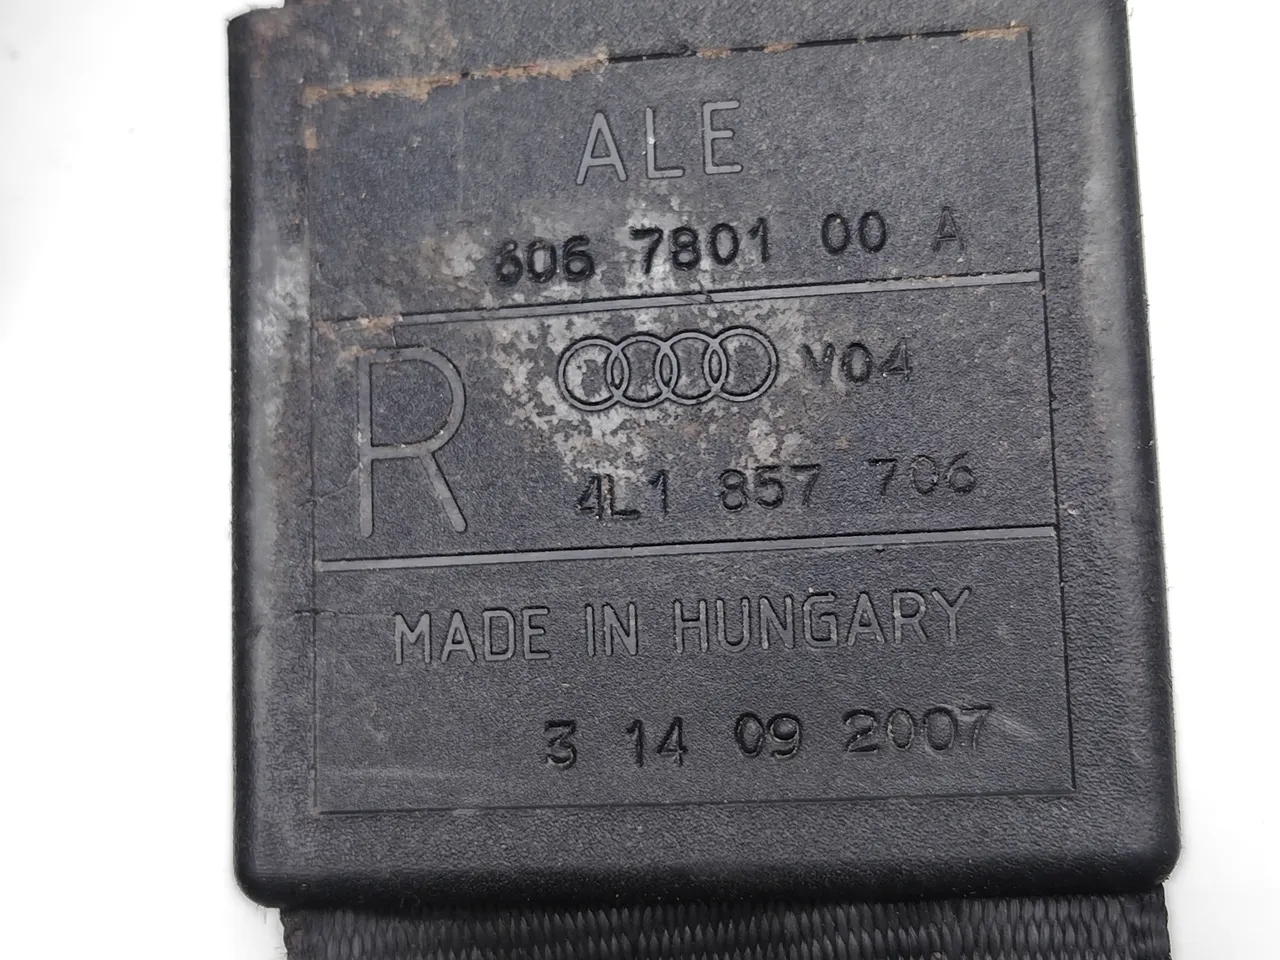 ALE
606 7801 00 A
R
V04
4L1 857 706
MADE IN HUNGARY
3 14 09 2007